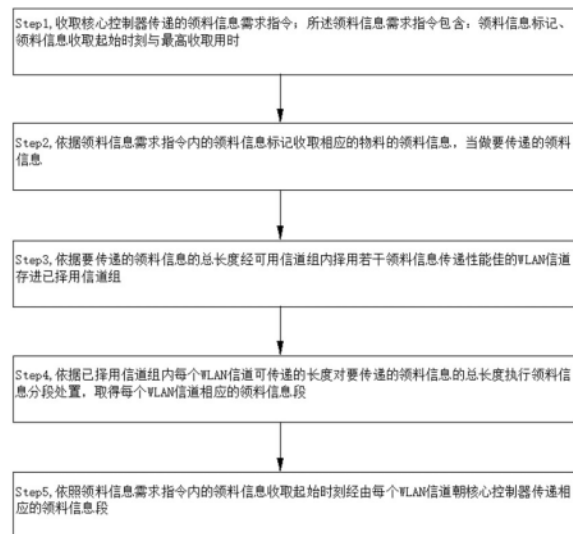 Step1,收取核心控制器传递的领料信息需求指令；所述领料信息需求指令包含：领料信息标记、
领料信息收取起始时刻与最高收取用时
Step2,依据领料信息需求指令内的领料信息标记收取相应的物料的领料信息，当做要传递的领料
信息
Step3,依据要传递的领料信息的总长度经可用信道组内择用若干领料信息传递性能佳的WLAN信道
存进已择用信道组
Step4,依据已择用信道组内每个WLAN信道可传递的长度对要传递的领料信息的总长度执行领料信
息分段处置，取得每个WLAN信道相应的领料信息段
Step5,依照领料信息需求指令内的领料信息收取起始时刻经由每个WLAN信道朝核心控制器传递相
应的领料信息段